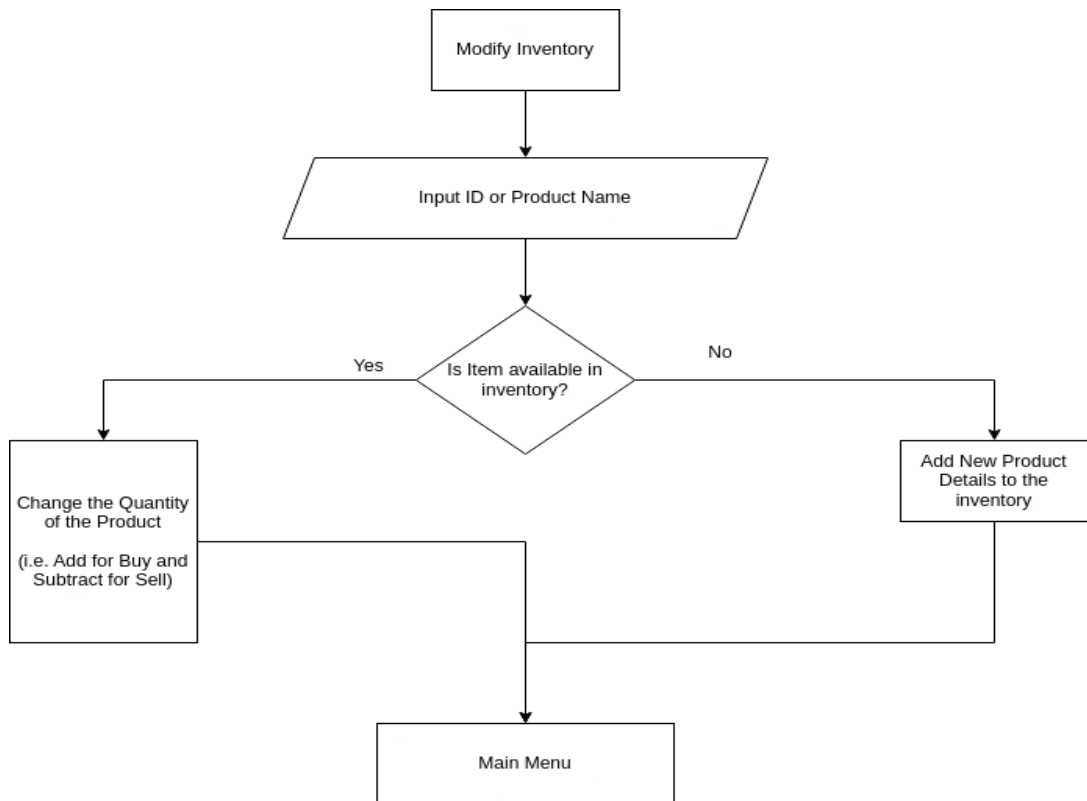 Modify Inventory
Input ID or Product Name
Yes
No
Is Item available in
inventory?
Change the Quantity
of the Product
(i.e. Add for Buy and
Subtract for Sell)
Add New Product
Details to the
inventory
Main Menu